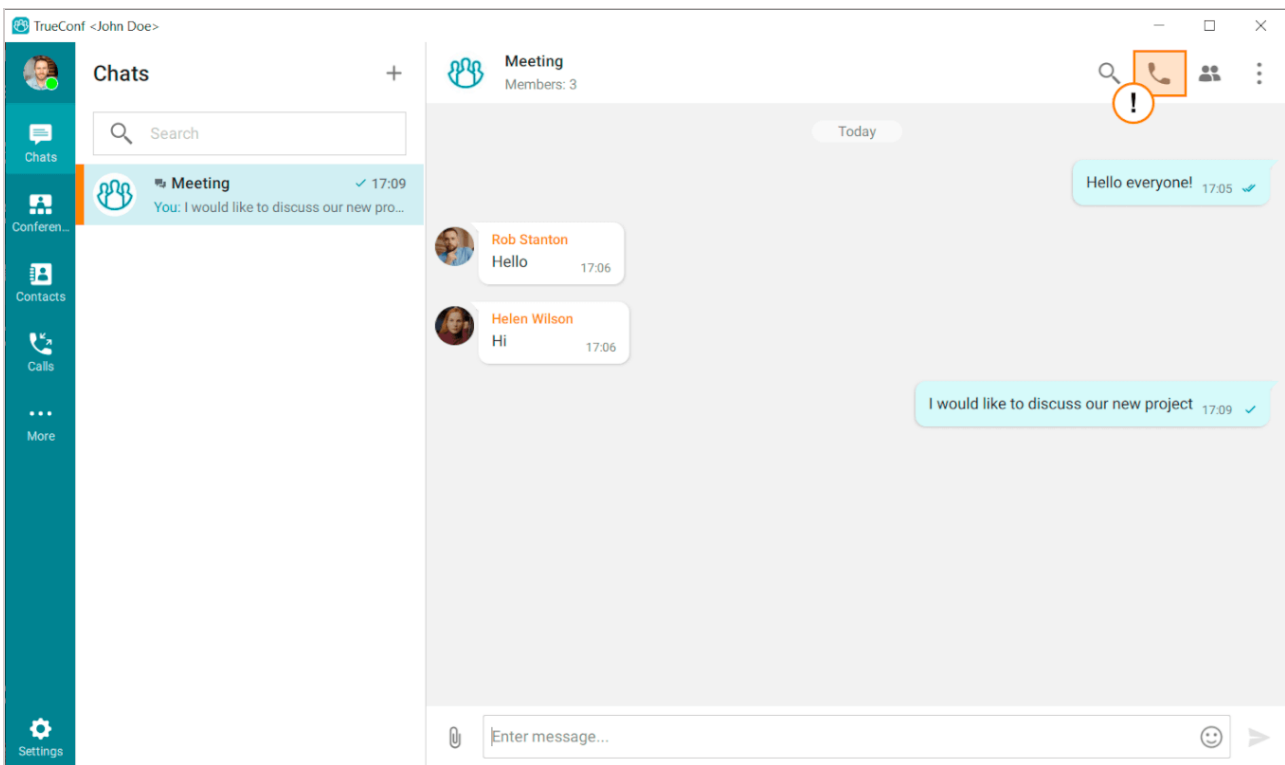 TrueConf <John Doe>
Chats
Meeting
Members: 3
!
Search
Today
Chats
Meeting
17:09
You: I would like to discuss our new pro...
Hello everyone! 17:05
Conferen...
Rob Stanton
Hello
17:06
Contacts
Helen Wilson
Hi
17:06
Calls
I would like to discuss our new project 17:09
More
Settings
Enter message...